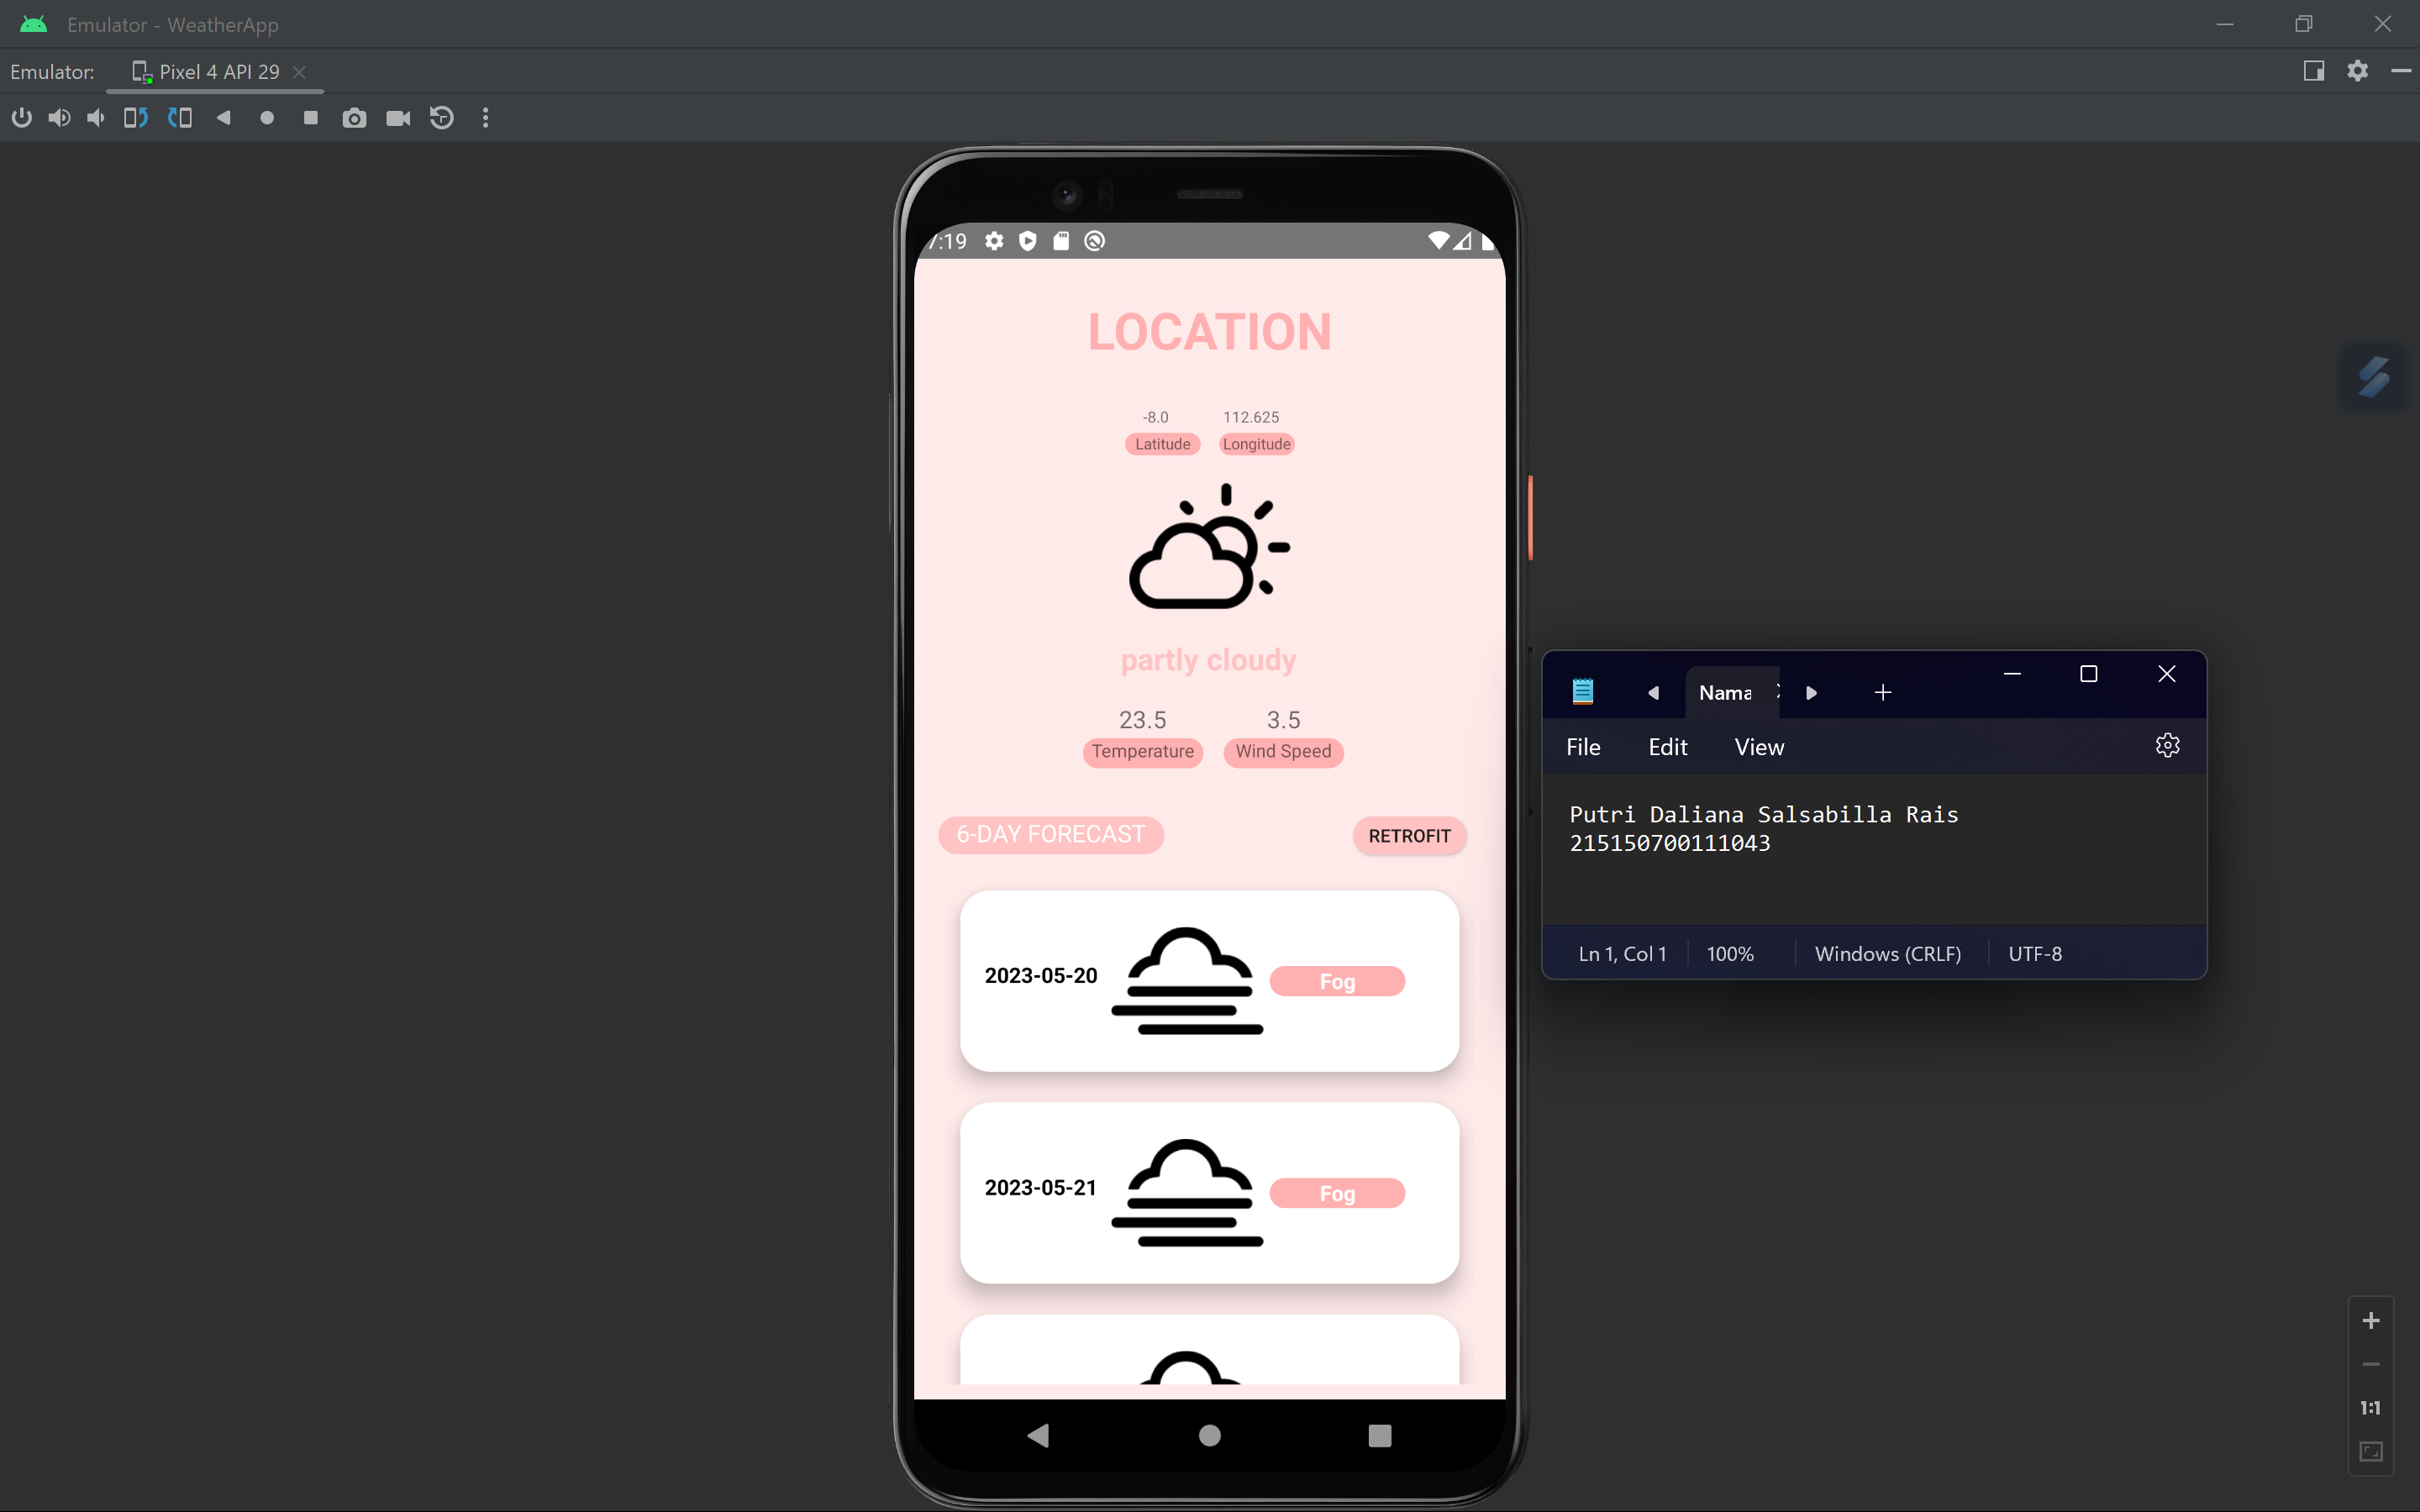 Emulator - WeatherApp
Emulator: Pixel 4 API 29
7:19
LOCATION
-8.0 112.625
Latitude Longitude
partly cloudy
23.5 3.5
Temperature Wind Speed
6-DAY FORECAST RETROFIT
2023-05-20 Fog
2023-05-21 Fog
Nama
File Edit View
Putri Daliana Salsabilla Rais
215150700111043
Ln 1, Col 1 100% Windows (CRLF) UTF-8
1:1